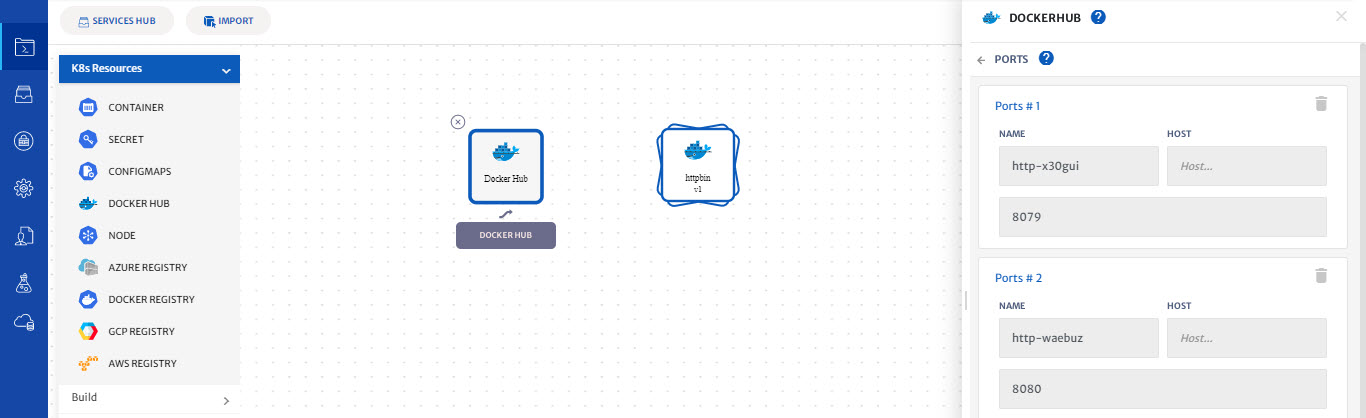 SERVICES HUB
IMPORT
K8s Resources
CONTAINER
SECRET
CONFIGMAPS
DOCKER HUB
NODE
AZURE REGISTRY
DOCKER REGISTRY
GCP REGISTRY
AWS REGISTRY
Build
Docker Hub
DOCKER HUB
httpbin
v1
DOCKERHUB ?
PORTS ?
Ports # 1
NAME HOST
http-x30gui Host...
8079
Ports # 2
NAME HOST
http-waebuz Host...
8080